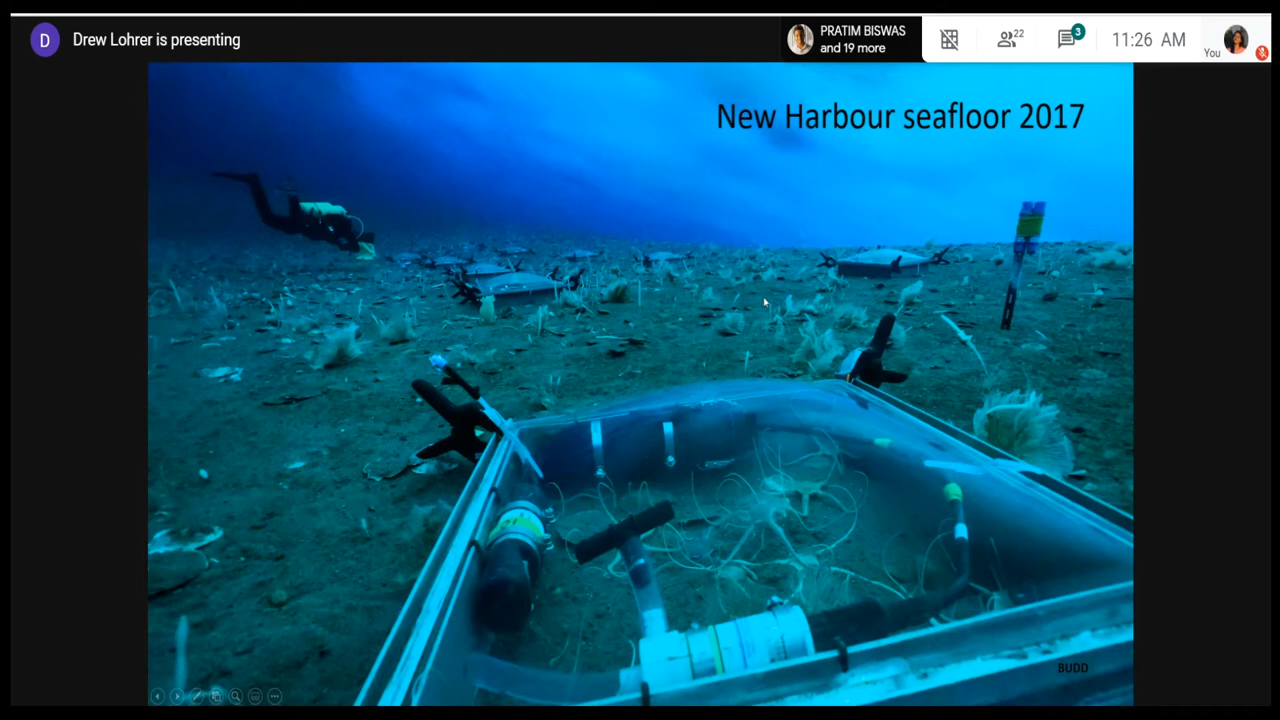 D
Drew Lohrer is presenting
PRATIM BISWAS
and 19 more
22
3
11:26 AM
You
New Harbour seafloor 2017
BUDD